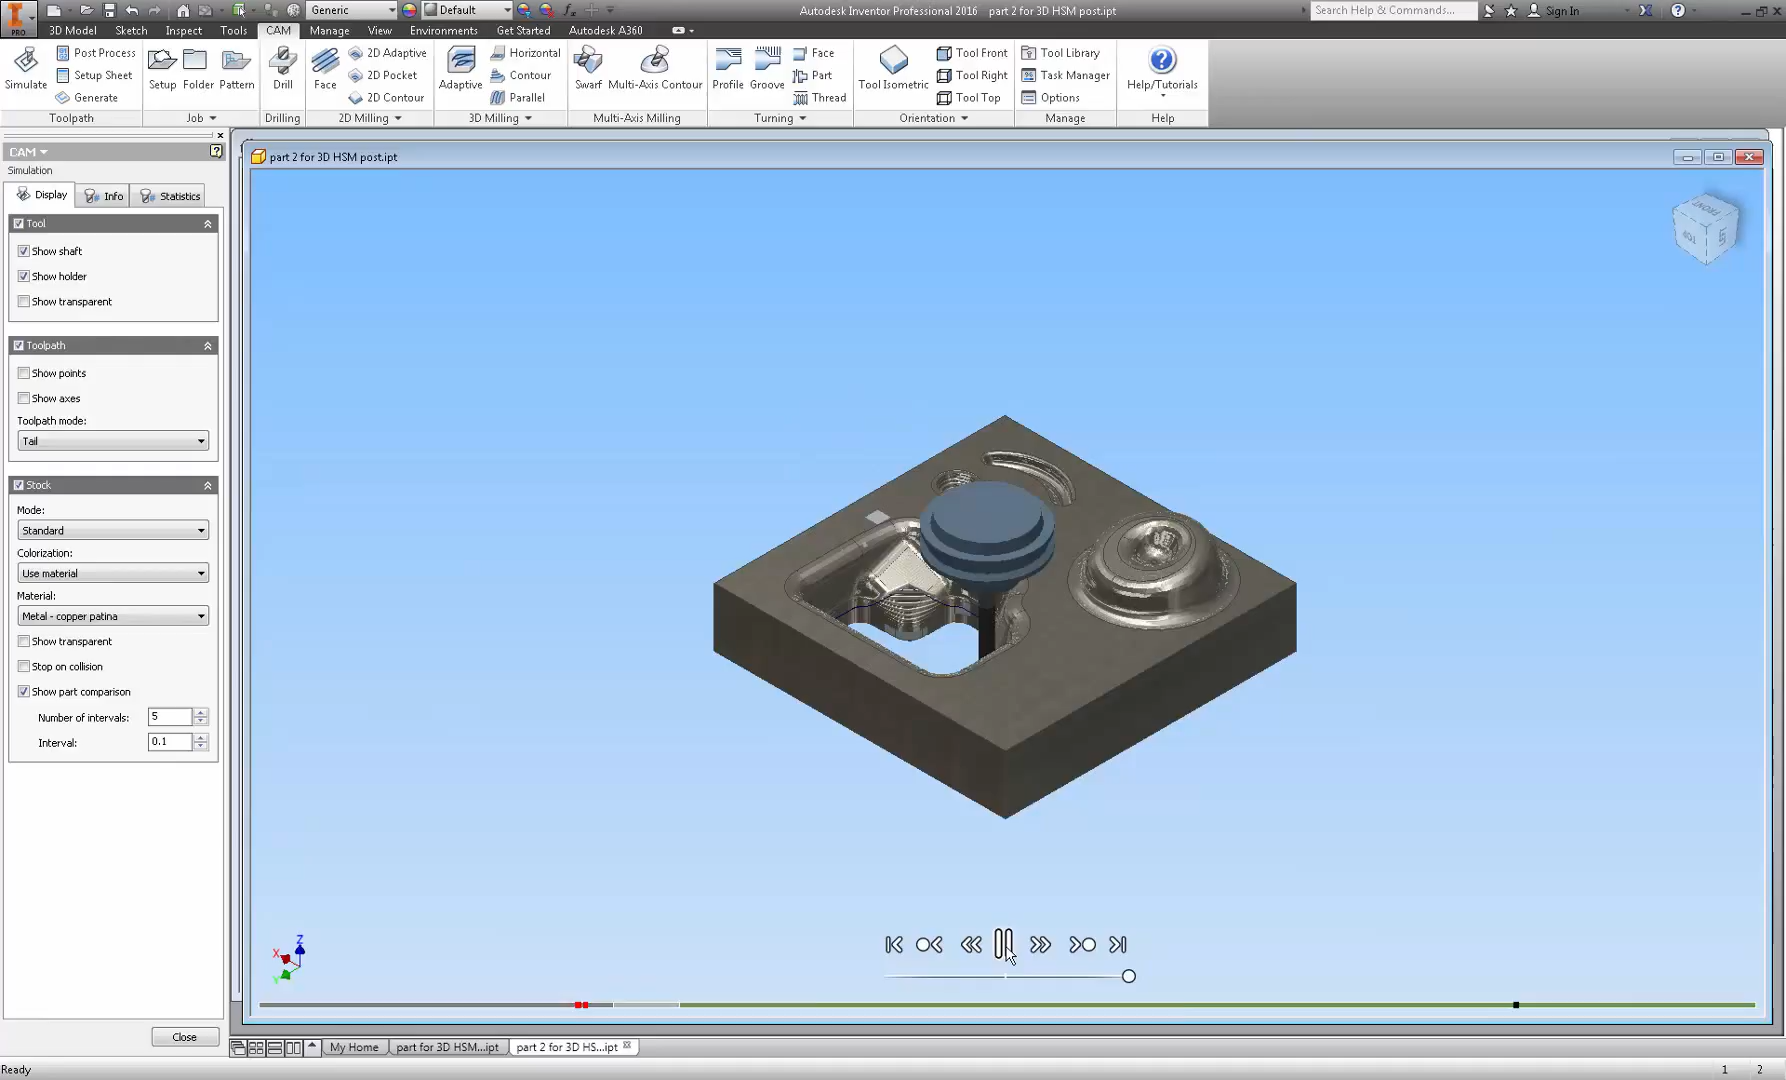 Generic
Default
Autodesk Inventor Professional 2016 part 2 for 3D HSM post.ipt
Search Help & Commands...
Sign In
PRO
3D Model
Sketch
Inspect
Tools
CAM
Manage
View
Environments
Get Started
Autodesk A360
Simulate
Post Process
Setup Sheet
Generate
Toolpath
Setup
Folder
Pattern
Job
Drill
Drilling
Face
2D Adaptive
2D Pocket
2D Contour
2D Milling
Adaptive
Horizontal
Contour
Parallel
3D Milling
Swarf
Multi-Axis Contour
Multi-Axis Milling
Profile
Groove
Face
Part
Thread
Turning
Tool Isometric
Tool Front
Tool Right
Tool Top
Orientation
Tool Library
Task Manager
Options
Manage
Help/Tutorials
Help
CAM
Simulation
Display
Info
Statistics
Tool
Show shaft
Show holder
Show transparent
Toolpath
Show points
Show axes
Toolpath mode:
Tail
Stock
Mode:
Standard
Colorization:
Use material
Material:
Metal - copper patina
Show transparent
Stop on collision
Show part comparison
Number of intervals:
5
Interval:
0.1
Close
part 2 for 3D HSM post.ipt
FRONT
Z
X
Y
My Home
part for 3D HSM...ipt
part 2 for 3D HS...ipt
Ready
1
2